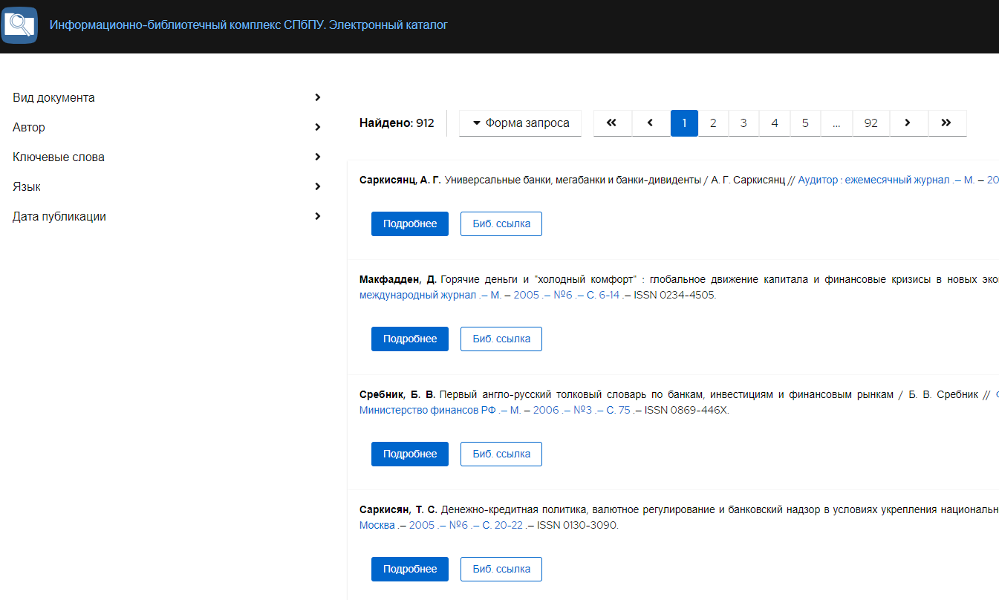 Информационно-библиотечный комплекс СПбПУ. Электронный каталог
Вид документа
Автор
Ключевые слова
Язык
Дата публикации
Найдено: 912
Форма запроса
1 2 3 4 5 ... 92
Саркисянц, А. Г. Универсальные банки, мегабанки и банки-дивиденты / А. Г. Саркисянц // Аудитор : ежемесячный журнал .— М. — 20
Подробнее Биб. ссылка
Макфадден, Д. Горячие деньги и "холодный комфорт" : глобальное движение капитала и финансовые кризисы в новых эко
международный журнал .— М. — 2005 .— №6 .— С. 6-14 .— ISSN 0234-4505.
Подробнее Биб. ссылка
Сребник, Б. В. Первый англо-русский толковый словарь по банкам, инвестициям и финансовым рынкам / Б. В. Сребник //
Министерство финансов РФ .— М. — 2006 .— №3 .— С. 75 .— ISSN 0869-446X.
Подробнее Биб. ссылка
Саркисян, Т. С. Денежно-кредитная политика, валютное регулирование и банковский надзор в условиях укрепления национальн
Москва .— 2005 .— №6 .— С. 20-22 .— ISSN 0130-3090.
Подробнее Биб. ссылка